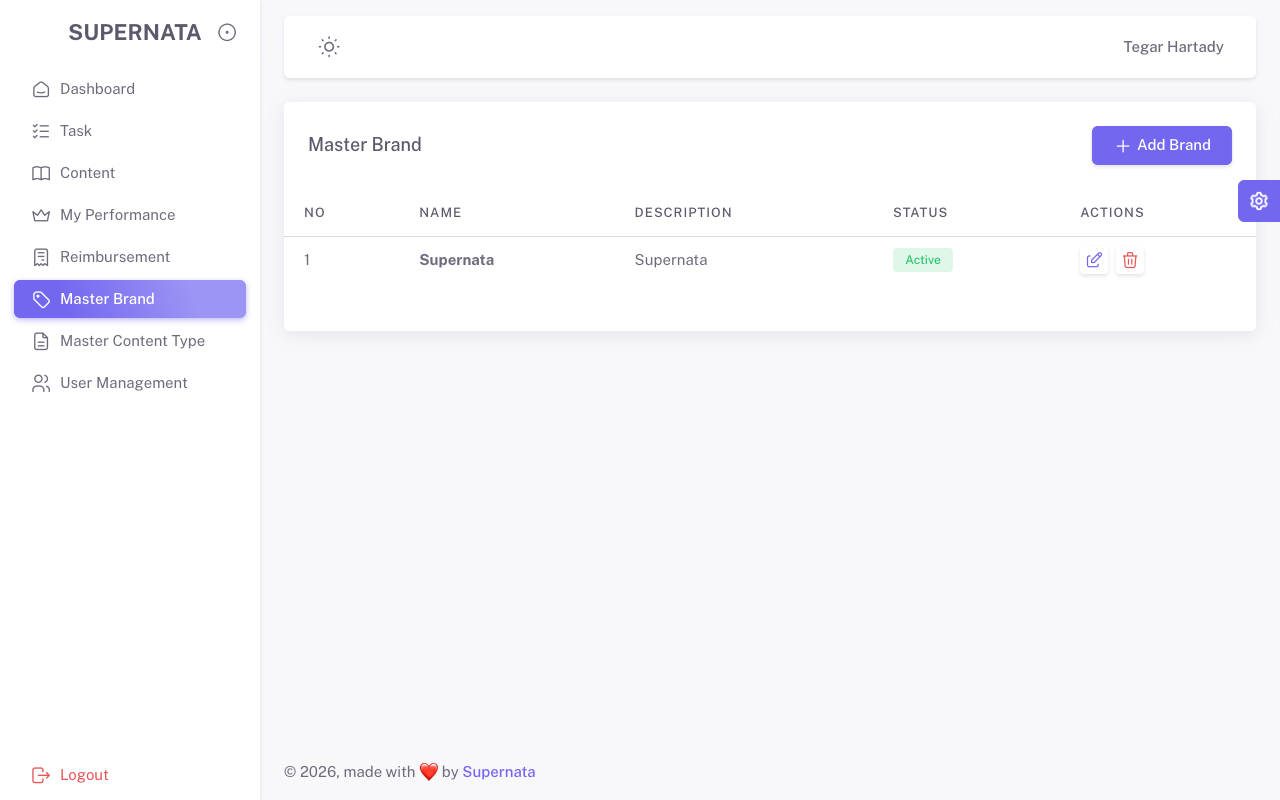 SUPERNATA
Dashboard
Task
Content
My Performance
Reimbursement
Master Brand
Master Content Type
User Management
Logout
Tegar Hartady
Master Brand
Add Brand
NO NAME DESCRIPTION STATUS ACTIONS
1 Supernata Supernata Active
© 2026, made with ❤️ by Supernata